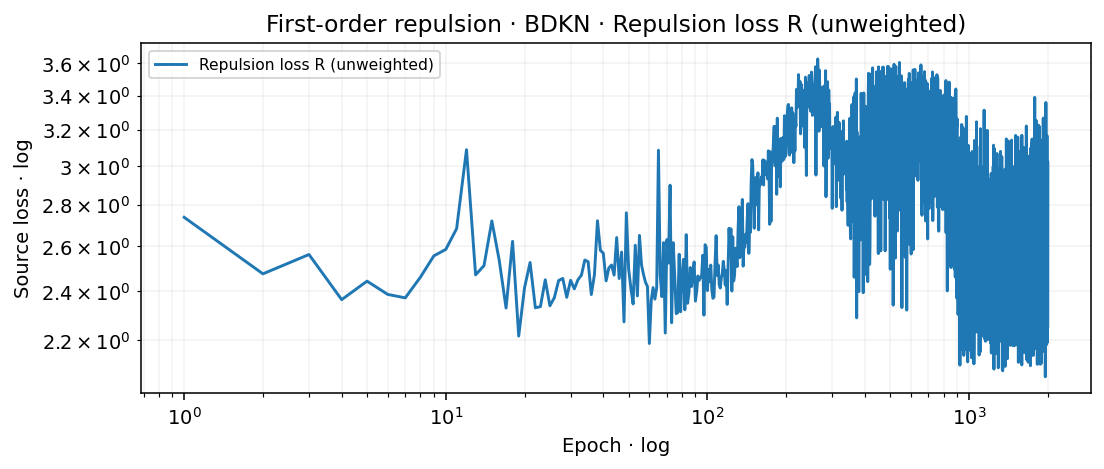 First-order repulsion · BDKN · Repulsion loss R (unweighted)
Repulsion loss R (unweighted)
Source loss · log
3.6 × 10⁰
3.4 × 10⁰
3.2 × 10⁰
3 × 10⁰
2.8 × 10⁰
2.6 × 10⁰
2.4 × 10⁰
2.2 × 10⁰
10⁰ 10¹ 10² 10³
Epoch · log